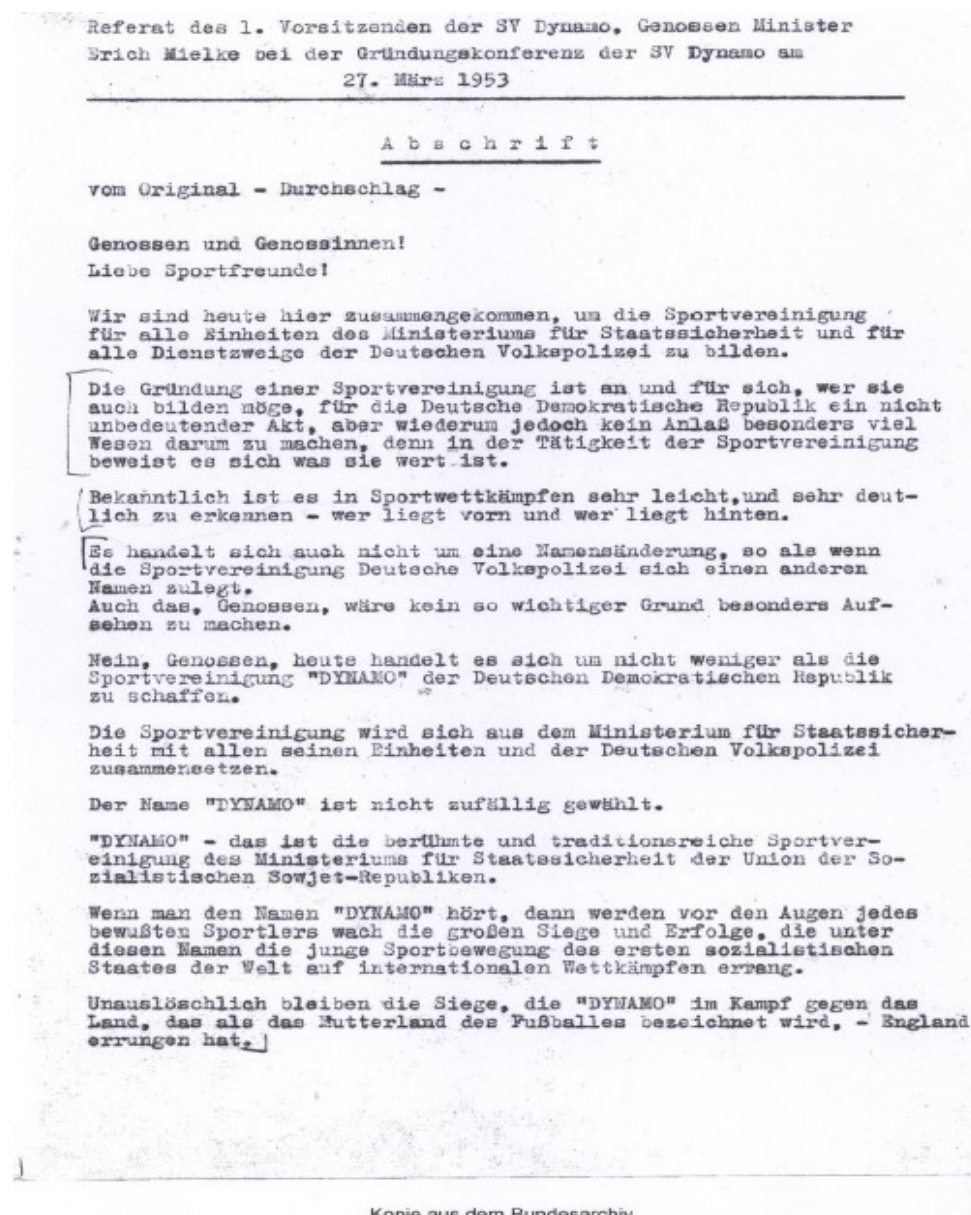 Referat des 1. Vorsitzenden der SV Dynamo, Genossen Minister
Erich Mielke bei der Gründungskonferenz der SV Dynamo am
27. März 1953
Abschrift
vom Original - Durchschlag -
Genossen und Genossinnen!
Liebe Sportfreunde!
Wir sind heute hier zusammengekommen, um die Sportvereinigung
für alle Einheiten des Ministeriums für Staatssicherheit und für
alle Dienstzweige der Deutschen Volkspolizei zu bilden.
Die Gründung einer Sportvereinigung ist an und für sich, wer sie
auch bilden möge, für die Deutsche Demokratische Republik ein nicht
unbedeutender Akt, aber wiederum jedoch kein Anlaß besonders viel
Wesen darum zu machen, denn in der Tätigkeit der Sportvereinigung
beweist es sich was sie wert ist.
Bekanntlich ist es in Sportwettkämpfen sehr leicht,und sehr deut-
lich zu erkennen - wer liegt vorn und wer liegt hinten.
Es handelt sich auch nicht um eine Namensänderung, so als wenn
die Sportvereinigung Deutsche Volkspolizei sich einen anderen
Namen zulegt.
Auch das, Genossen, wäre kein so wichtiger Grund besonders Auf-
sehen zu machen.
Nein, Genossen, heute handelt es sich um nicht weniger als die
Sportvereinigung "DYNAMO" der Deutschen Demokratischen Republik
zu schaffen.
Die Sportvereinigung wird sich aus dem Ministerium für Staatssicher-
heit mit allen seinen Einheiten und der Deutschen Volkspolizei
zusammensetzen.
Der Name "DYNAMO" ist nicht zufällig gewählt.
"DYNAMO" - das ist die berühmte und traditionsreiche Sportver-
einigung des Ministeriums für Staatssicherheit der Union der So-
zialistischen Sowjet-Republiken.
Wenn man den Namen "DYNAMO" hört, dann werden vor den Augen jedes
bewußten Sportlers wach die großen Siege und Erfolge, die unter
diesen Namen die junge Sportbewegung des ersten sozialistischen
Staates der Welt auf internationalen Wettkämpfen errang.
Unauslöschlich bleiben die Siege, die "DYNAMO" im Kampf gegen das
Land, das als das Mutterland des Fußballes bezeichnet wird, - England
errungen hat.
Kopie aus dem Bundesarchiv